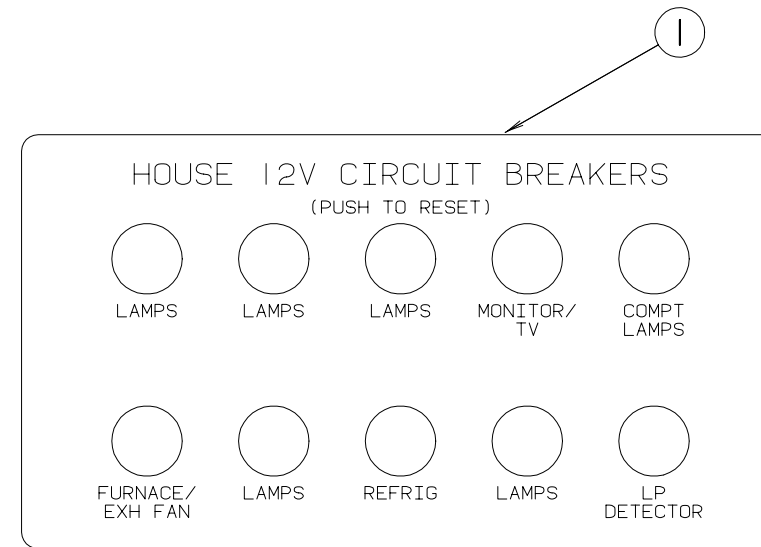 1
HOUSE 12V CIRCUIT BREAKERS
(PUSH TO RESET)
LAMPS LAMPS LAMPS MONITOR/ COMPT
TV LAMPS
FURNACE/ LAMPS REFRIG LAMPS LP
EXH FAN DETECTOR